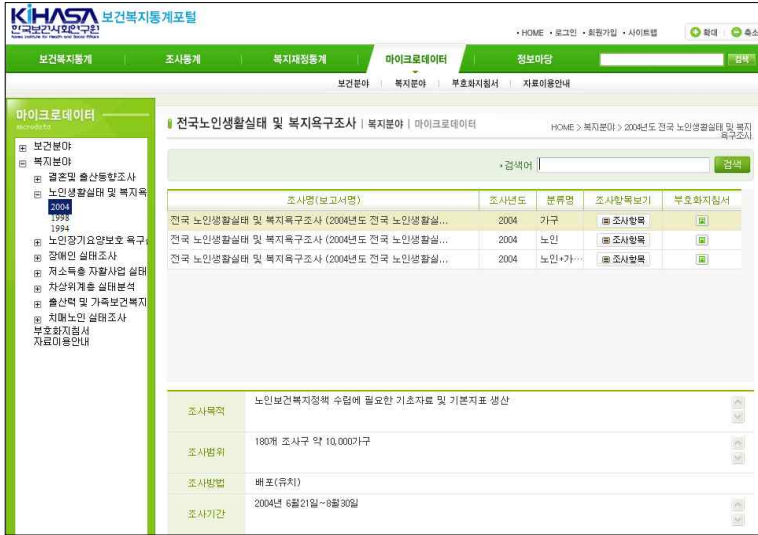 KiHASA 보건복지통계포털
한국보건사회연구원
Korea Institute for Health and Social Affairs
• HOME • 로그인 • 회원가입 • 사이트맵 확대 축소
보건복지통계 조사통계 복지재정통계 마이크로데이터 정보마당 검색
보건분야 복지분야 부호화지침서 자료이용안내
마이크로데이터
microdata
보건분야
복지분야
결혼및 출산동향조사
노인생활실태 및 복지욕
2004
1998
1994
노인장기요양보호 욕구
장애인 실태조사
저소득층 자활사업 실태
차상위계층 실태분석
출산력 및 가족보건복지
치매노인 실태조사
부호화지침서
자료이용안내
전국노인생활실태 및 복지욕구조사 | 복지분야 | 마이크로데이터
HOME > 복지분야 > 2004년도 전국 노인생활실태 및 복지
욕구조사
검색어 검색
조사명(보고서명) 조사년도 분류명 조사항목보기 부호화지침서
전국 노인생활실태 및 복지욕구조사 (2004년도 전국 노인생활실... 2004 가구 조사항목
전국 노인생활실태 및 복지욕구조사 (2004년도 전국 노인생활실... 2004 노인 조사항목
전국 노인생활실태 및 복지욕구조사 (2004년도 전국 노인생활실... 2004 노인+가… 조사항목
조사목적 노인보건복지정책 수립에 필요한 기초자료 및 기본지표 생산
조사범위 180개 조사구 약 10,000가구
조사방법 배포(유치)
조사기간 2004년 6월21일~8월30일